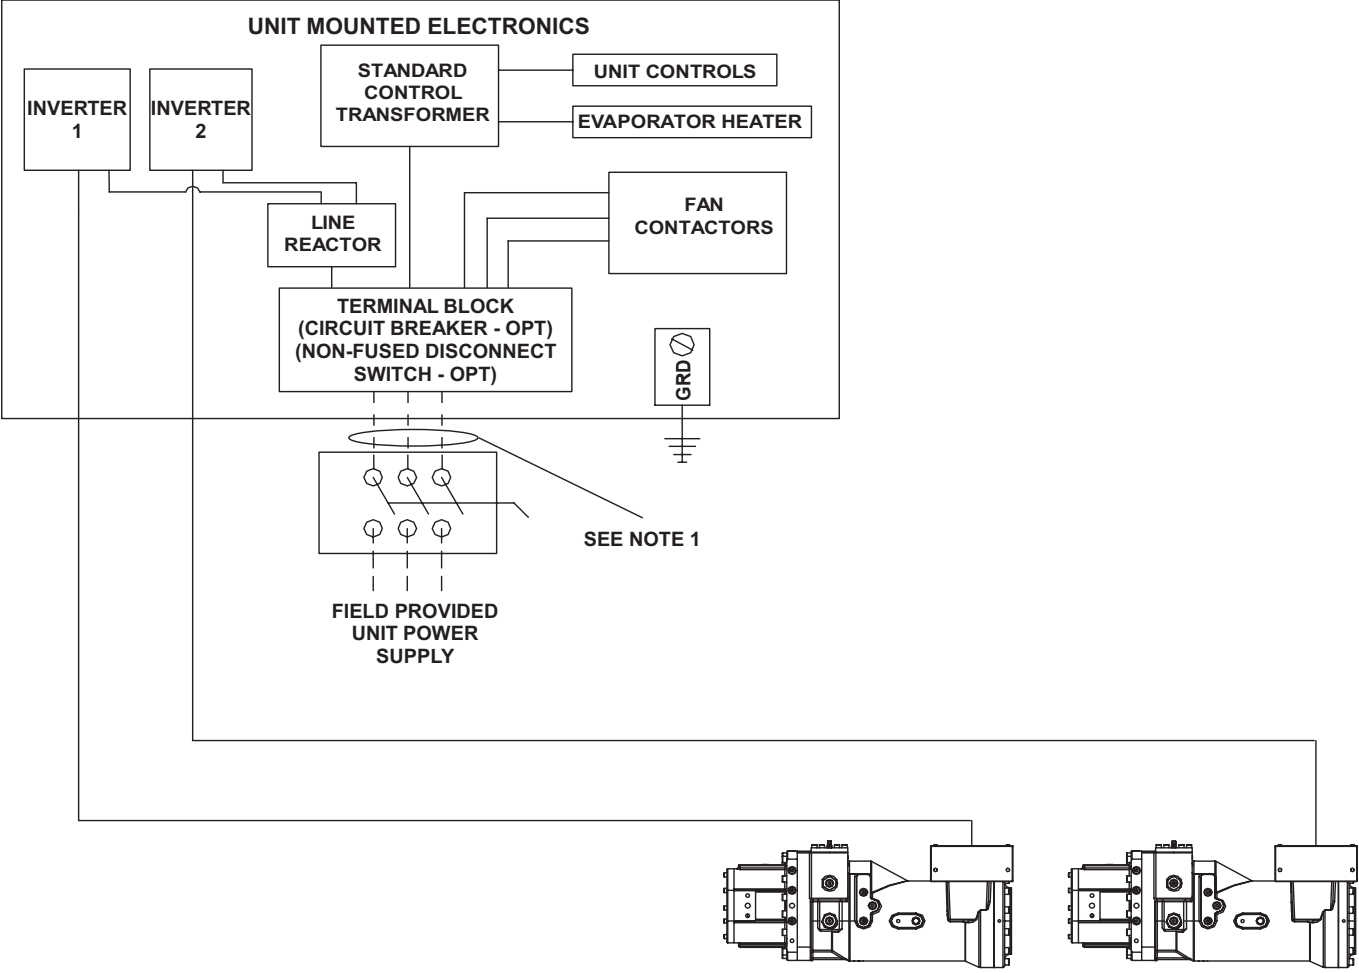 UNIT MOUNTED ELECTRONICS
INVERTER
1
INVERTER
2
STANDARD
CONTROL
TRANSFORMER
UNIT CONTROLS
EVAPORATOR HEATER
LINE
REACTOR
FAN
CONTACTORS
TERMINAL BLOCK
(CIRCUIT BREAKER - OPT)
(NON-FUSED DISCONNECT
SWITCH - OPT)
GRD
SEE NOTE 1
FIELD PROVIDED
UNIT POWER
SUPPLY